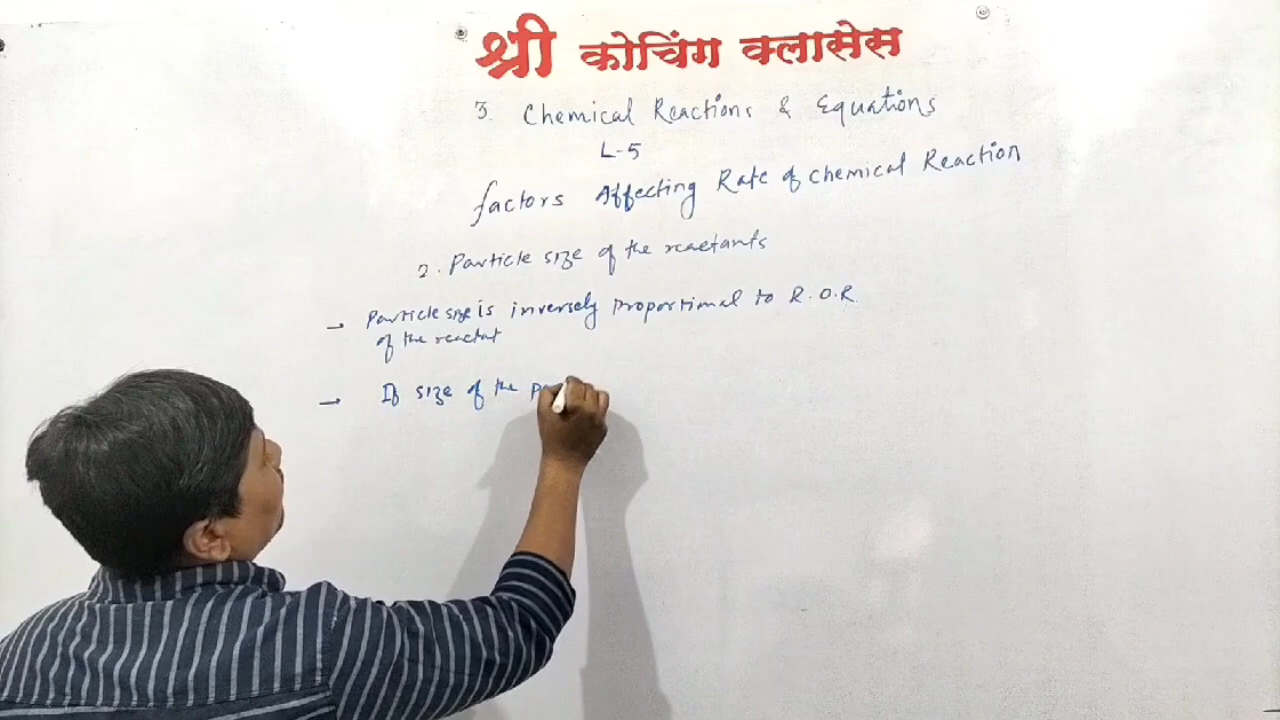 श्री कोचिंग क्लासेस
3. Chemical Reactions & Equations
L-5
factors Affecting Rate of chemical Reaction
2. Particle size of the reactants
→ Particle size is inversely proportional to R.O.R.
of the reactat
→ If size of the